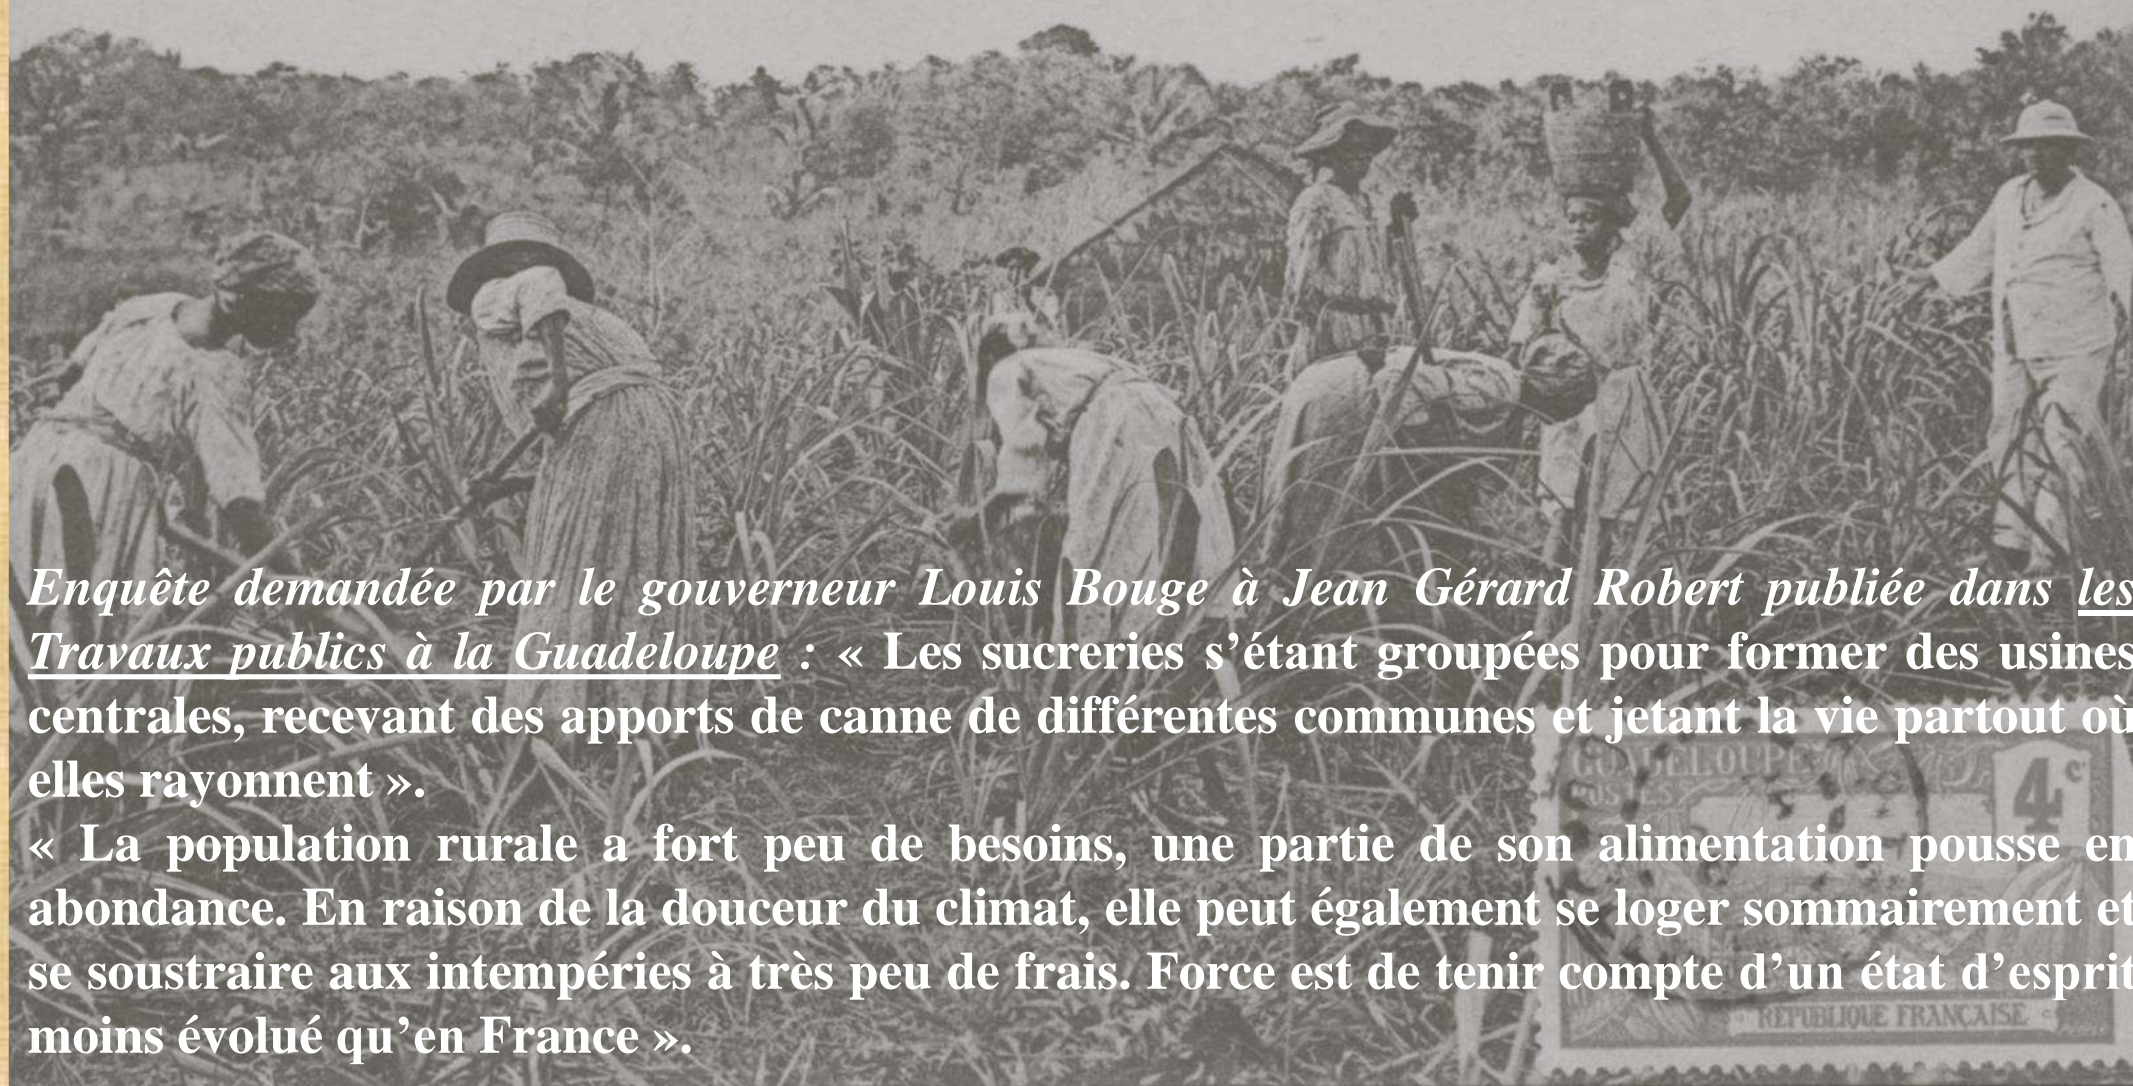 Enquête demandée par le gouverneur Louis Bouge à Jean Gérard Robert publiée dans les
Travaux publics à la Guadeloupe : « Les sucreries s’étant groupées pour former des usines
centrales, recevant des apports de canne de différentes communes et jetant la vie partout où
elles rayonnent ».
« La population rurale a fort peu de besoins, une partie de son alimentation pousse en
abondance. En raison de la douceur du climat, elle peut également se loger sommairement et
se soustraire aux intempéries à très peu de frais. Force est de tenir compte d’un état d’esprit
moins évolué qu’en France ».
GUADELOUPE
POSTES
4c
REPUBLIQUE FRANÇAISE